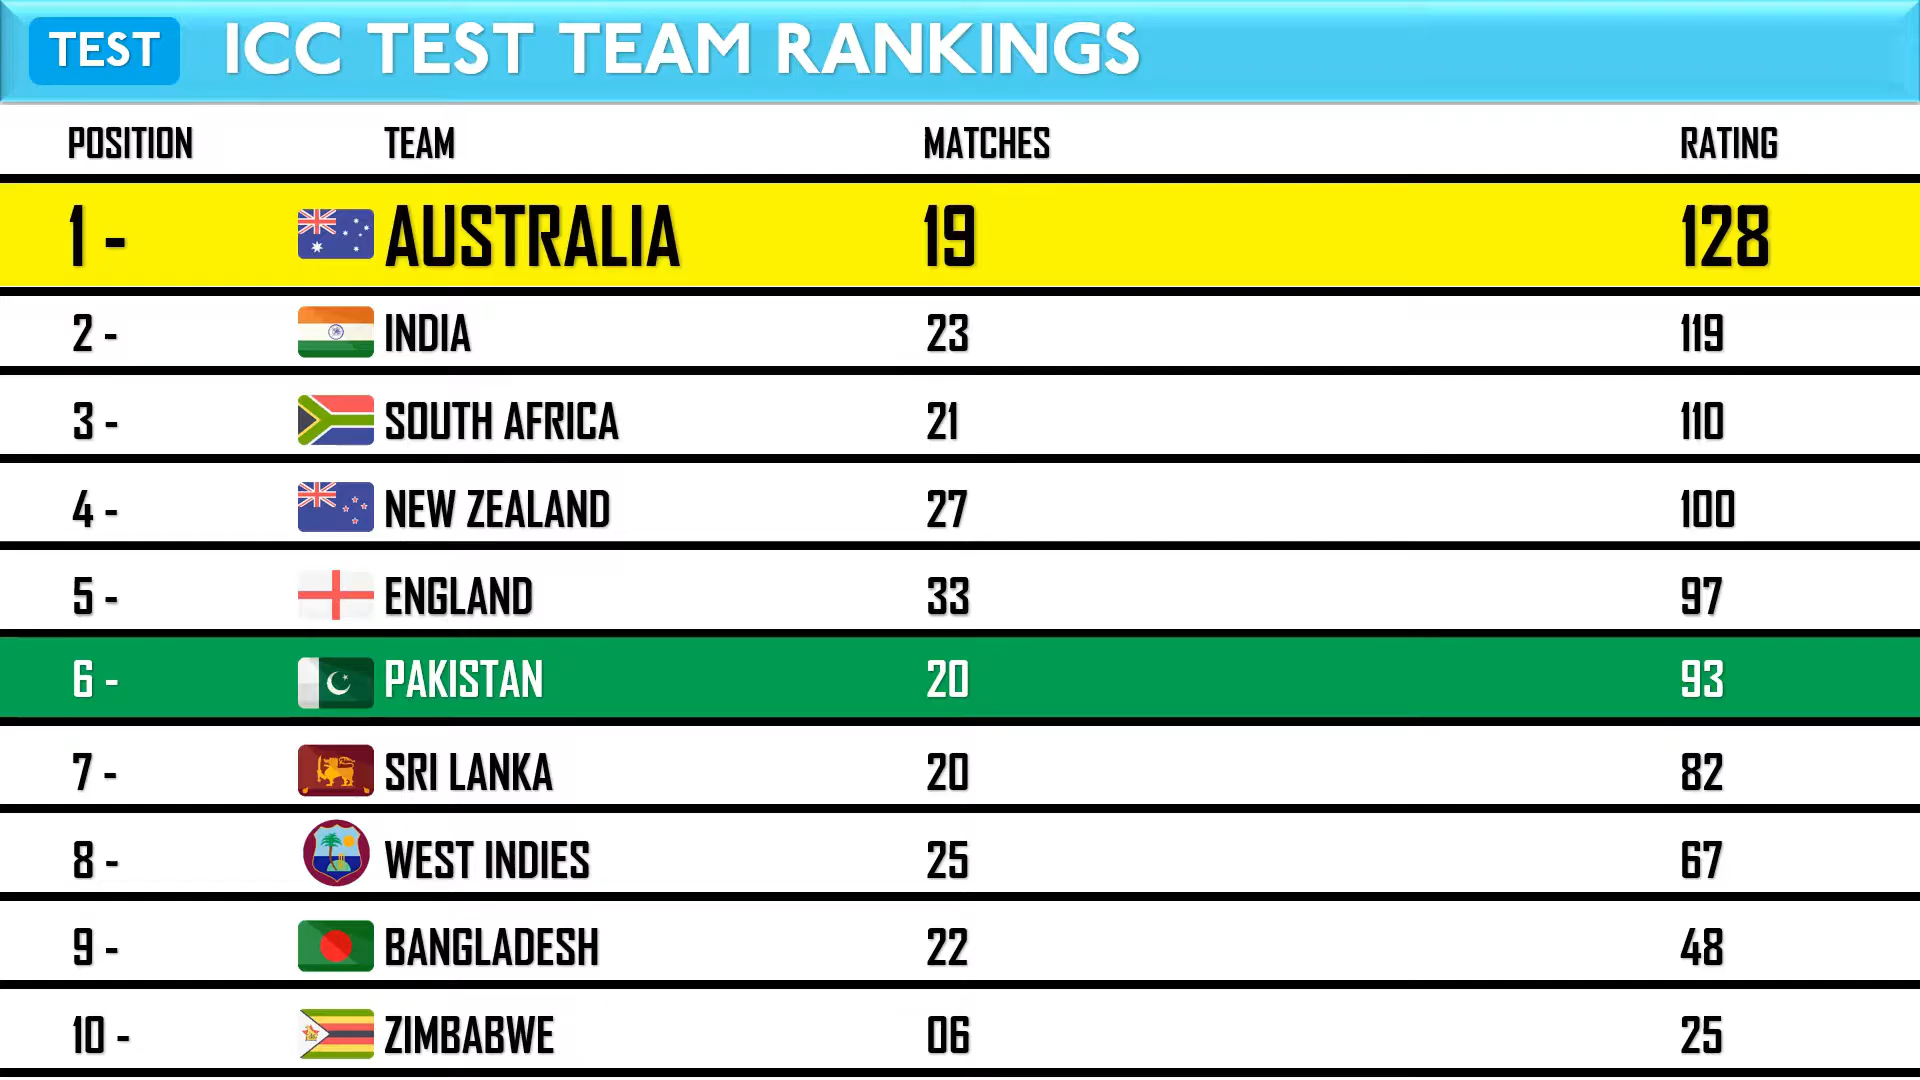 TEST ICC TEST TEAM RANKINGS
POSITION TEAM MATCHES RATING
1 - AUSTRALIA 19 128
2 - INDIA 23 119
3 - SOUTH AFRICA 21 110
4 - NEW ZEALAND 27 100
5 - ENGLAND 33 97
6 - PAKISTAN 20 93
7 - SRI LANKA 20 82
8 - WEST INDIES 25 67
9 - BANGLADESH 22 48
10 - ZIMBABWE 06 25